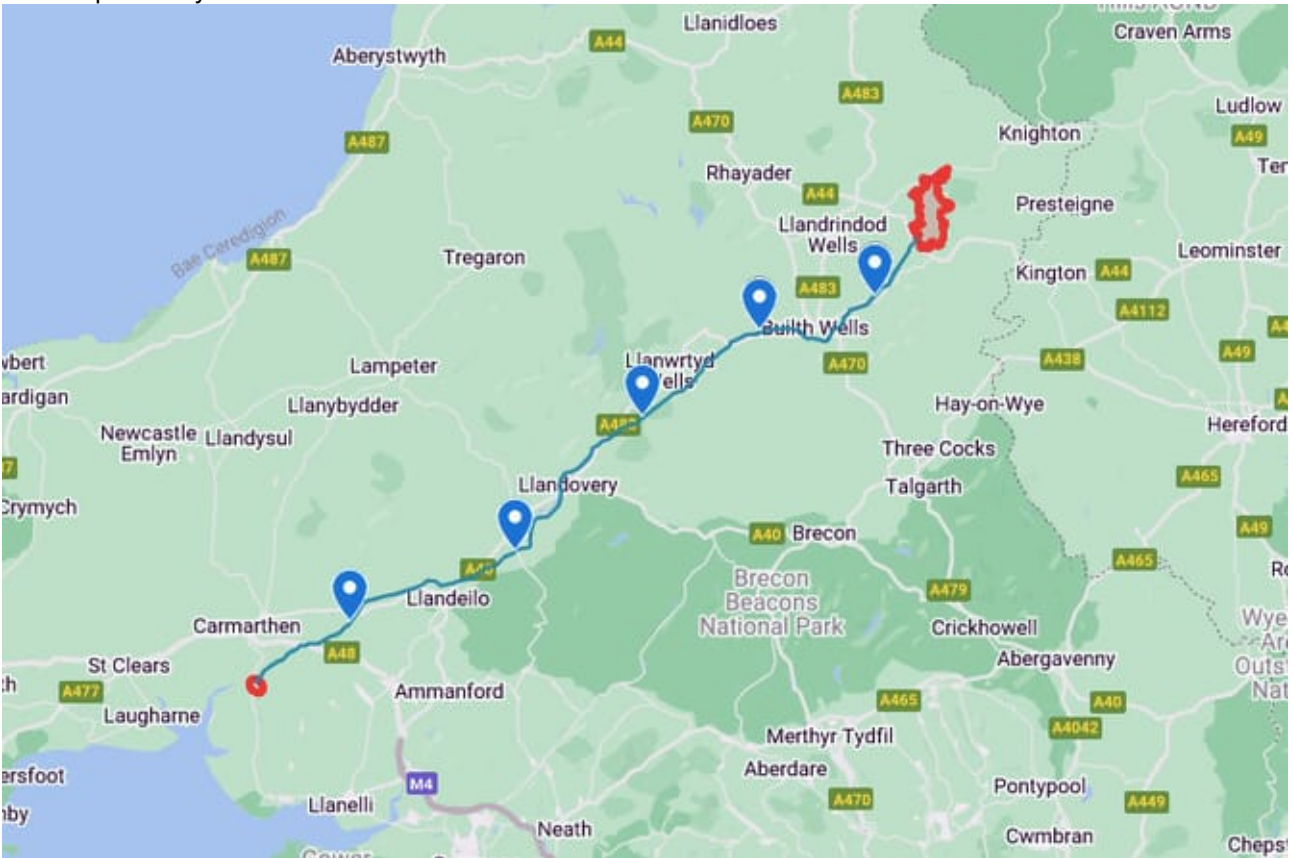 Llanidloes
Craven Arms
Aberystwyth
A44
A483
Ludlow
A470
A487
Knighton
A49
Rhayader
A44
Presteigne
Llandrindod
Wells
Bae Ceredigion
A487
Tregaron
Leominster
Kington
A44
A483
A4112
Builth Wells
Llanwrtyd
Lampeter
A470
A438
A49
Llanybydder
Hay-on-Wye
Newcastle
Emlyn
Llandysul
Hereford
Three Cocks
Llandovery
Talgarth
A465
Crymych
A40
Brecon
A49
A465
Brecon
Beacons
National Park
A479
Llandeilo
Carmarthen
Crickhowell
A48
Abergavenny
St Clears
A477
Ammanford
A465
A40
Laugharne
A4042
Merthyr Tydfil
Aberdare
M4
Pontypool
A470
A449
Llanelli
Neath
Cwmbran